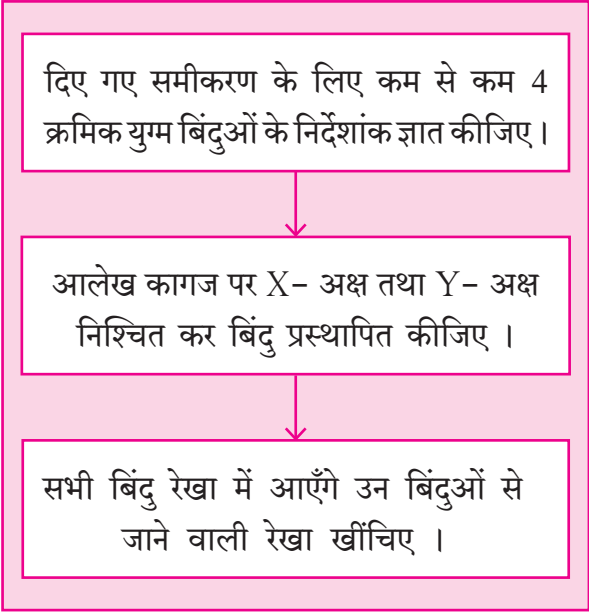 दिए गए समीकरण के लिए कम से कम 4
क्रमिक युग्म बिंदुओं के निर्देशांक ज्ञात कीजिए।
आलेख कागज पर X- अक्ष तथा Y- अक्ष
निश्चित कर बिंदु प्रस्थापित कीजिए ।
सभी बिंदु रेखा में आएँगे उन बिंदुओं से
जाने वाली रेखा खींचिए ।